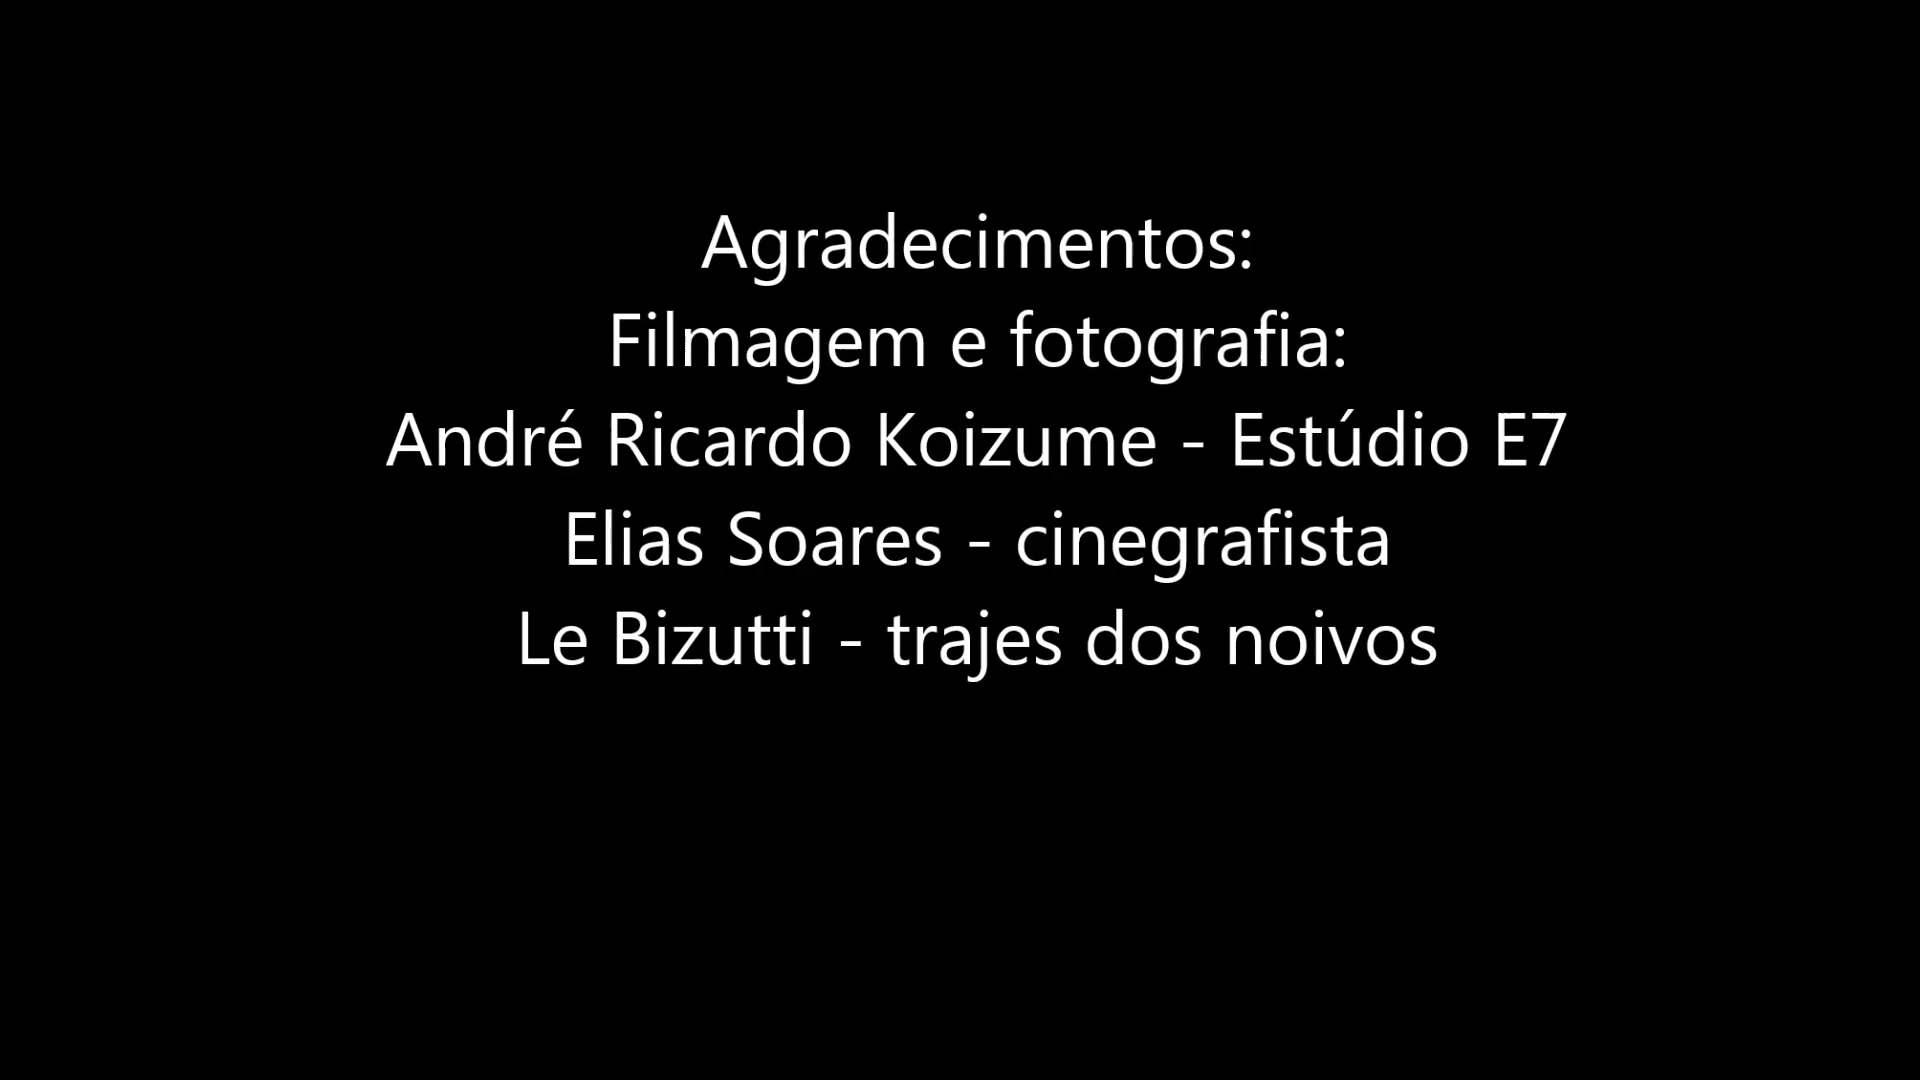 Agradecimentos:
Filmagem e fotografia:
André Ricardo Koizume - Estúdio E7
Elias Soares - cinegrafista
Le Bizutti - trajes dos noivos